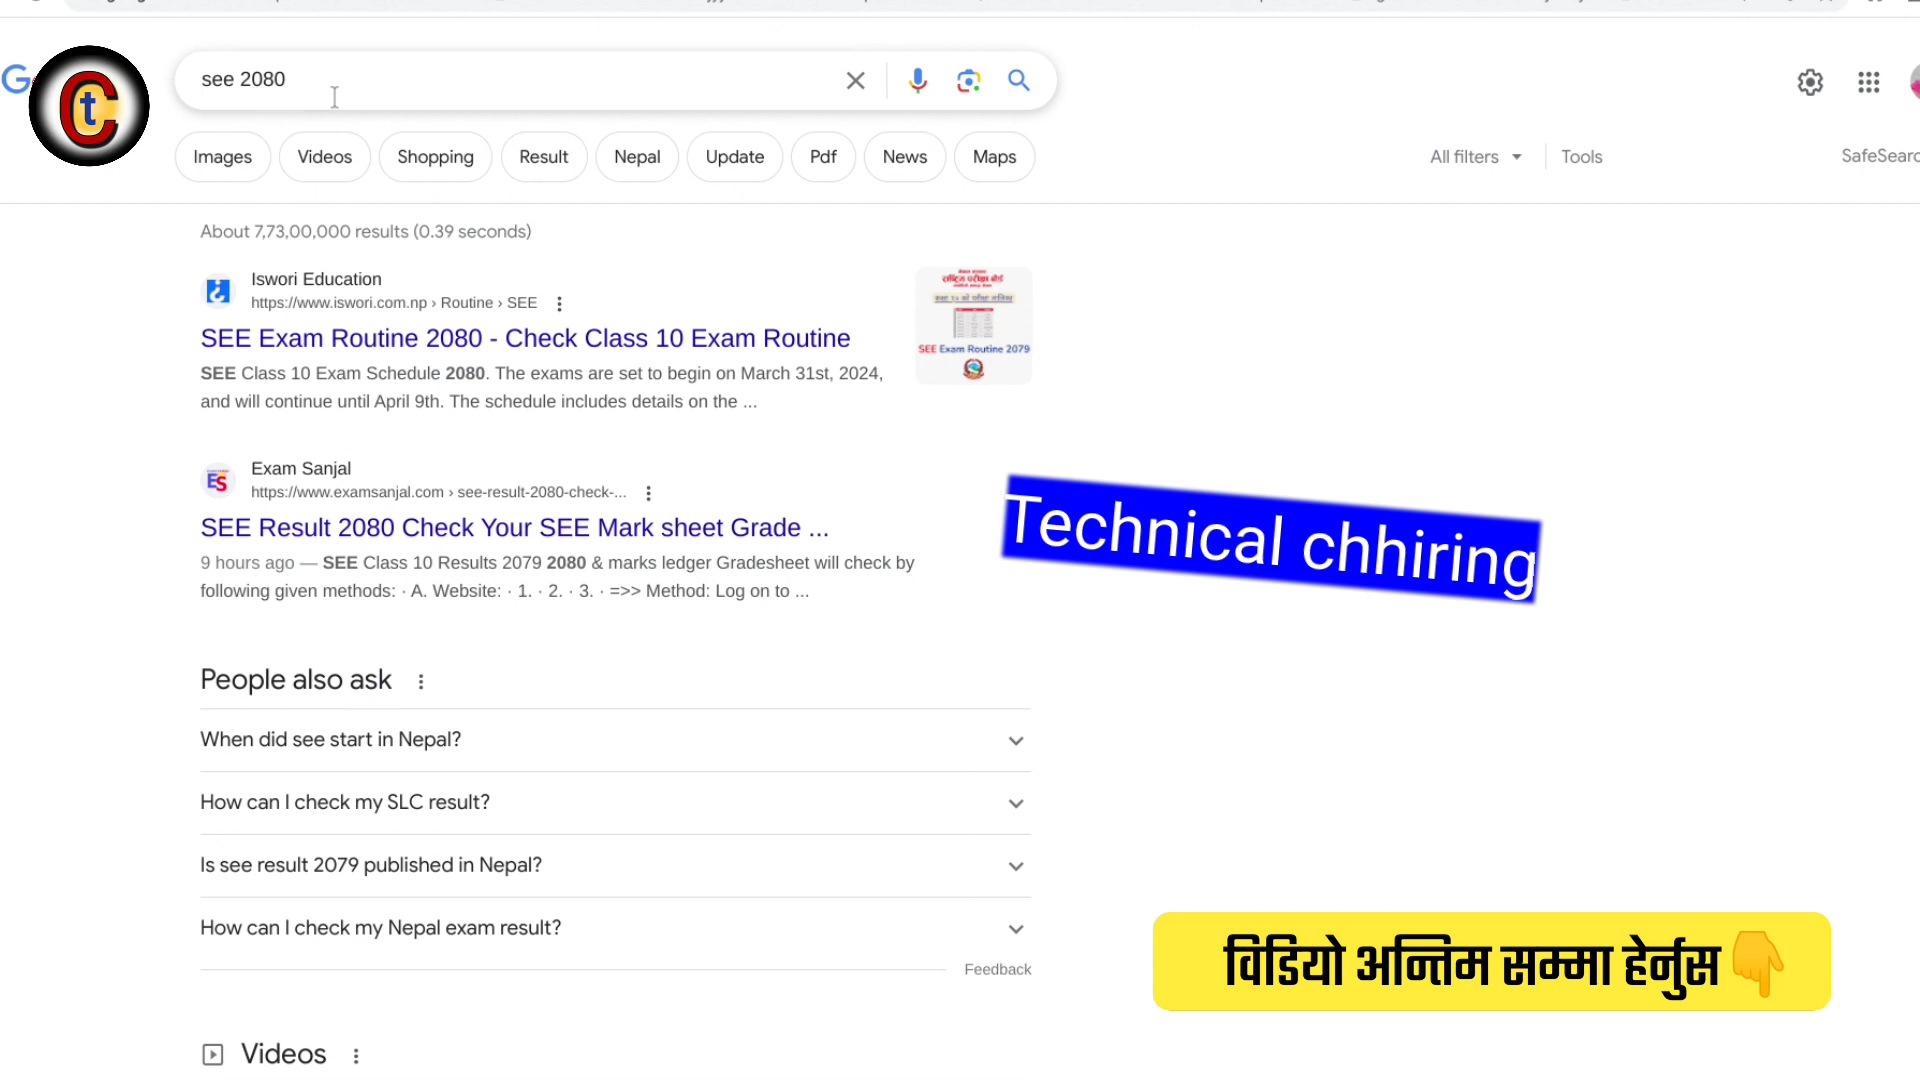 see 2080
Images Videos Shopping Result Nepal Update Pdf News Maps
All filters Tools
About 7,73,00,000 results (0.39 seconds)
Iswori Education
https://www.iswori.com.np › Routine › SEE
SEE Exam Routine 2080 - Check Class 10 Exam Routine
SEE Class 10 Exam Schedule 2080. The exams are set to begin on March 31st, 2024,
and will continue until April 9th. The schedule includes details on the ...
SEE Exam Routine 2079
Exam Sanjal
https://www.examsanjal.com › see-result-2080-check-...
SEE Result 2080 Check Your SEE Mark sheet Grade ...
9 hours ago — SEE Class 10 Results 2079 2080 & marks ledger Gradesheet will check by
following given methods: · A. Website: · 1. · 2. · 3. · =>> Method: Log on to ...
Technical chhiring
People also ask
When did see start in Nepal?
How can I check my SLC result?
Is see result 2079 published in Nepal?
How can I check my Nepal exam result?
Feedback
विडियो अन्तिम सम्मा हेर्नुस
Videos